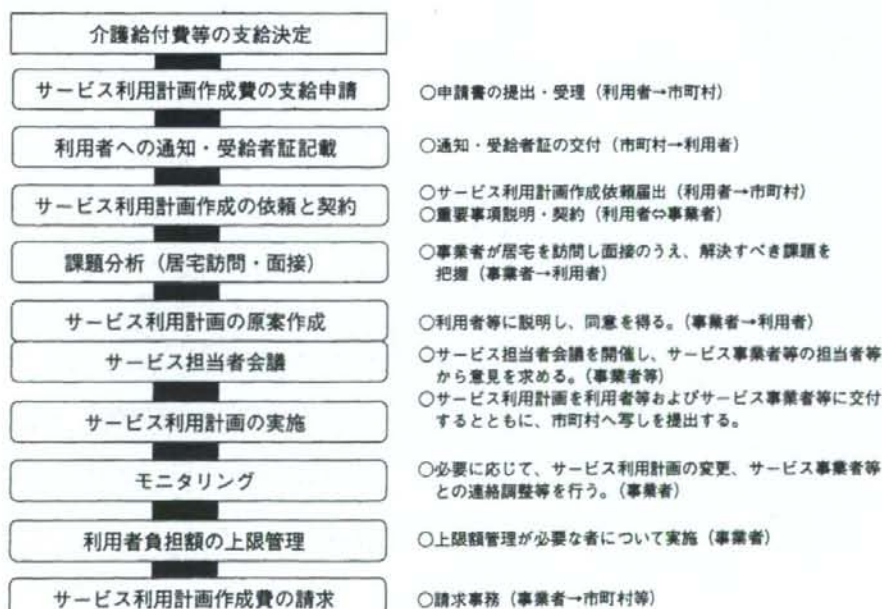 介護給付費等の支給決定
サービス利用計画作成費の支給申請
○申請書の提出・受理（利用者→市町村）
利用者への通知・受給者証記載
○通知・受給者証の交付（市町村→利用者）
サービス利用計画作成の依頼と契約
○サービス利用計画作成依頼届出（利用者→市町村）
○重要事項説明・契約（利用者⇔事業者）
課題分析（居宅訪問・面接）
○事業者が居宅を訪問し面接のうえ、解決すべき課題を
把握（事業者→利用者）
サービス利用計画の原案作成
○利用者等に説明し、同意を得る。（事業者→利用者）
サービス担当者会議
○サービス担当者会議を開催し、サービス事業者等の担当者等
から意見を求める。（事業者等）
サービス利用計画の実施
○サービス利用計画を利用者等およびサービス事業者等に交付
するとともに、市町村へ写しを提出する。
モニタリング
○必要に応じて、サービス利用計画の変更、サービス事業者等
との連絡調整等を行う。（事業者）
利用者負担額の上限管理
○上限額管理が必要な者について実施（事業者）
サービス利用計画作成費の請求
○請求事務（事業者→市町村等）